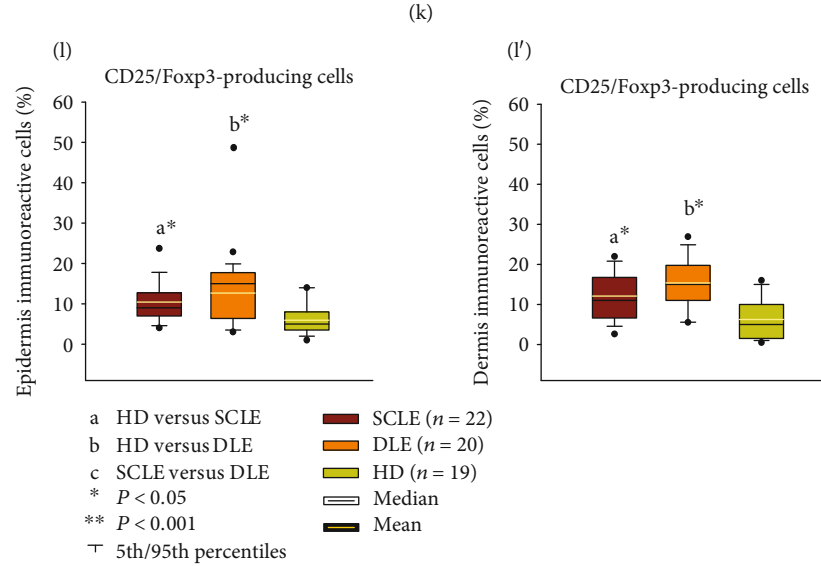 (k)
(l)
CD25/Foxp3-producing cells
Epidermis immunoreactive cells (%)
60
50
40
30
20
10
0
a*
b*
(l′)
CD25/Foxp3-producing cells
Dermis immunoreactive cells (%)
60
50
40
30
20
10
0
a*
b*
a HD versus SCLE
b HD versus DLE
c SCLE versus DLE
* P < 0.05
** P < 0.001
5th/95th percentiles
SCLE (n = 22)
DLE (n = 20)
HD (n = 19)
Median
Mean